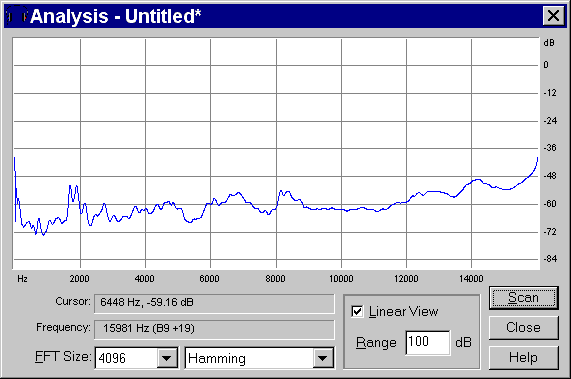 Analysis - Untitled*
dB
0
-12
-24
-36
-48
-60
-72
-84
Hz 2000 4000 6000 8000 10000 12000 14000
Cursor: 6448 Hz, -59.16 dB
Frequency: 15981 Hz (B9 +19)
FFT Size: 4096 Hamming
Linear View
Range 100 dB
Scan
Close
Help